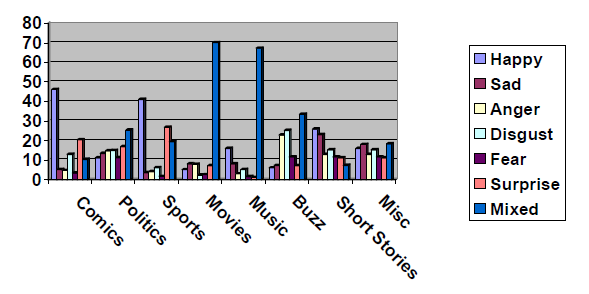 80
70
60
50
40
30
20
10
0
Comics
Politics
Sports
Movies
Music
Buzz
Short Stories
Misc
Happy
Sad
Anger
Disgust
Fear
Surprise
Mixed